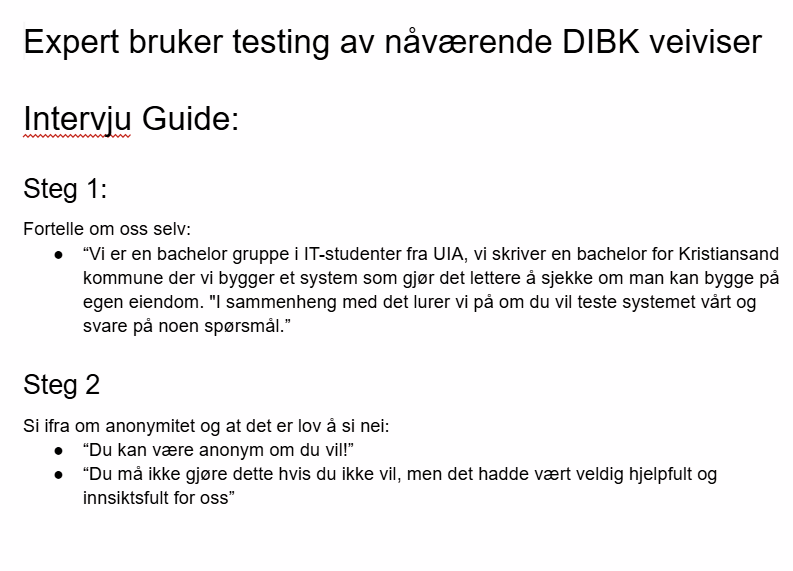 Expert bruker testing av nåværende DIBK veiviser
Intervju Guide:
Steg 1:
Fortelle om oss selv:
● “Vi er en bachelor gruppe i IT-studenter fra UIA, vi skriver en bachelor for Kristiansand
kommune der vi bygger et system som gjør det lettere å sjekke om man kan bygge på
egen eiendom. "I sammenheng med det lurer vi på om du vil teste systemet vårt og
svare på noen spørsmål.”
Steg 2
Si ifra om anonymitet og at det er lov å si nei:
● “Du kan være anonym om du vil!”
● “Du må ikke gjøre dette hvis du ikke vil, men det hadde vært veldig hjelpfult og
innsiktsfult for oss”